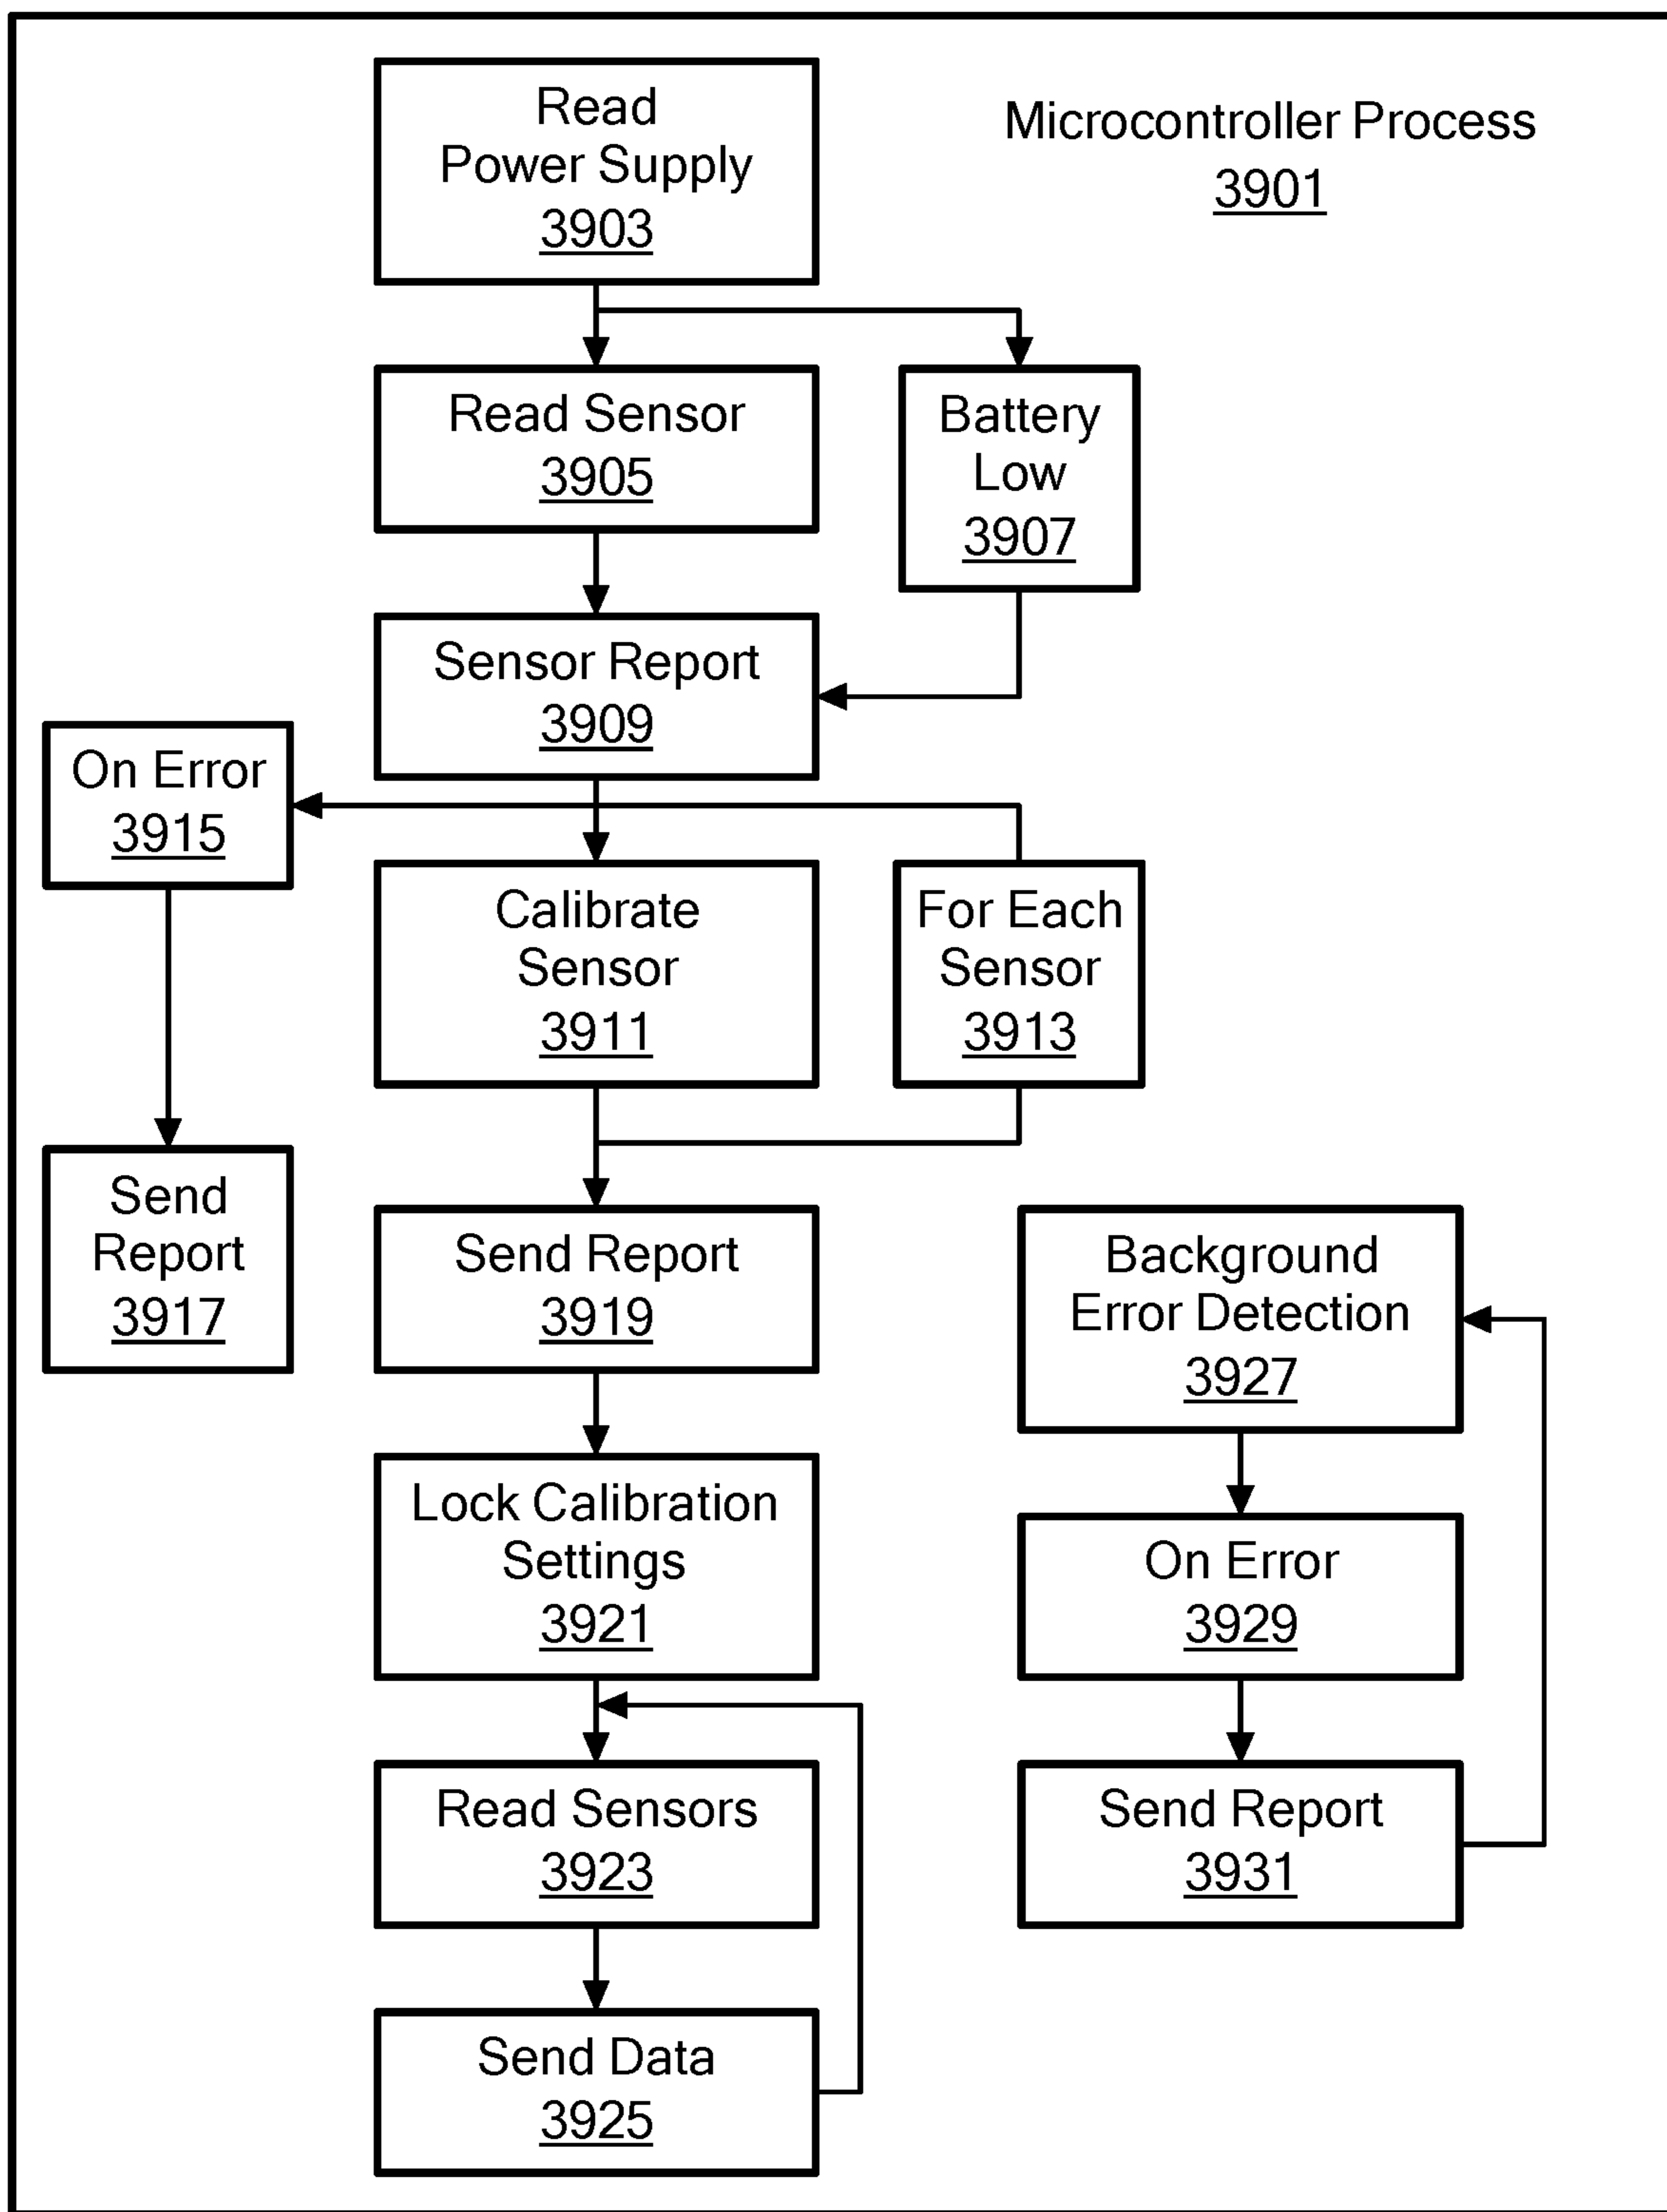 Read
Power Supply
3903
Microcontroller Process
3901
Read Sensor
3905
Battery
Low
3907
Sensor Report
3909
On Error
3915
Calibrate
Sensor
3911
For Each
Sensor
3913
Send
Report
3917
Send Report
3919
Background
Error Detection
3927
Lock Calibration
Settings
3921
On Error
3929
Read Sensors
3923
Send Report
3931
Send Data
3925